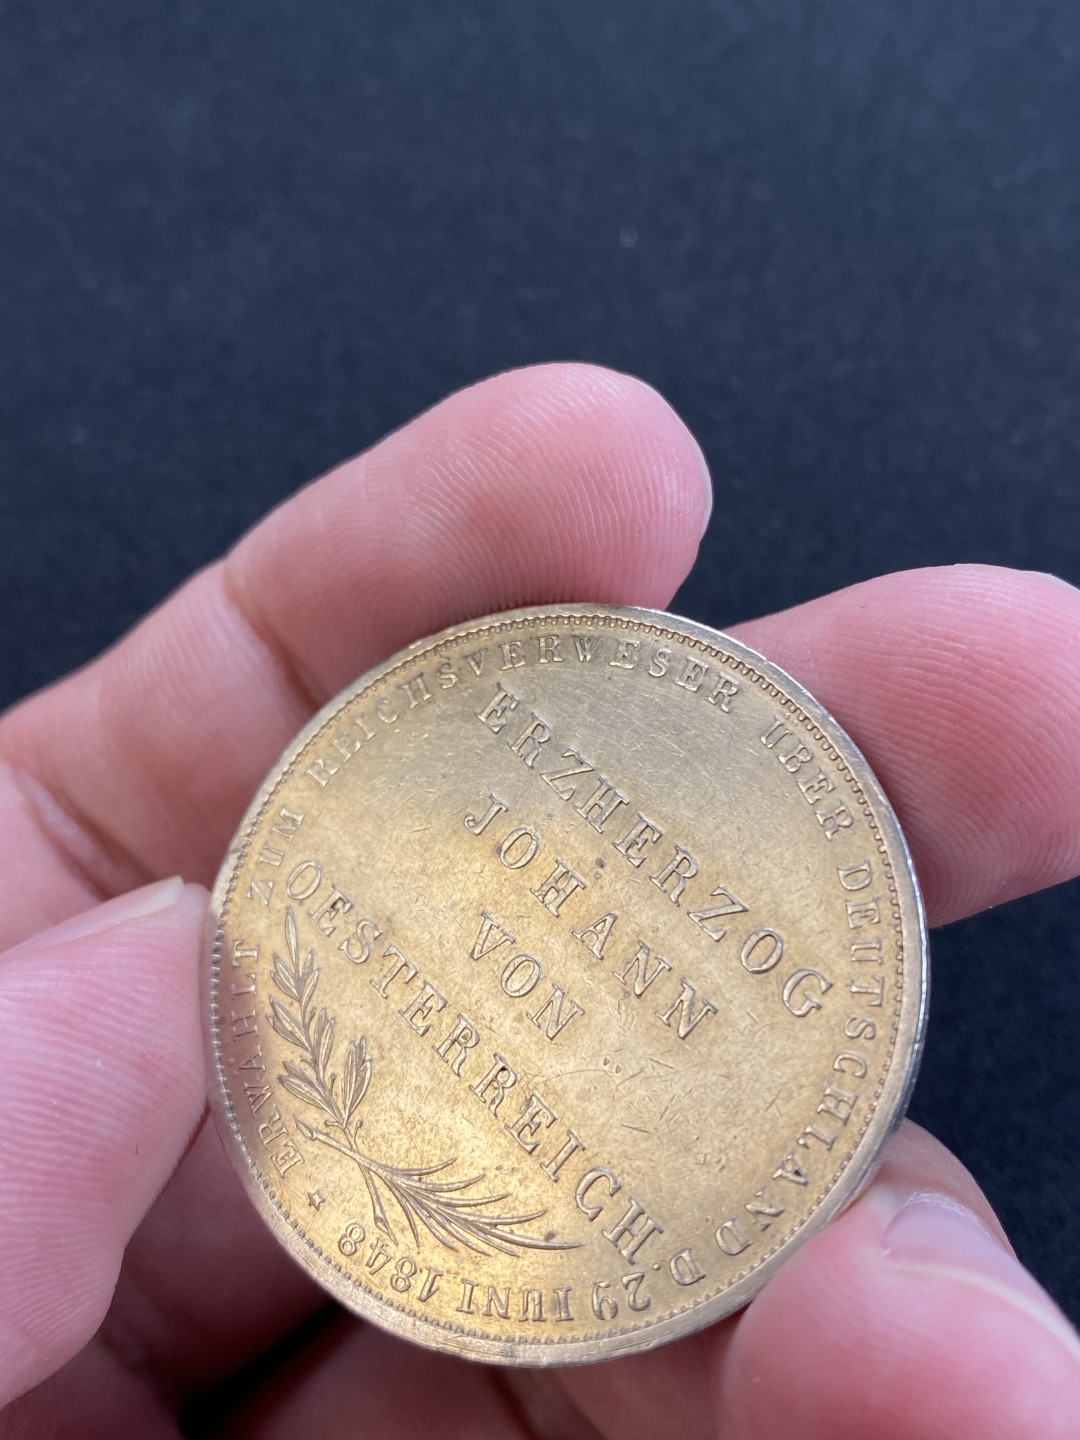 ERWÄHLT ZUM REICHSVERWESER ÜBER DEUTSCHLAND D. 29 IUNI 1848
ERZHERZOG
JOHANN
VON
OESTERREICH